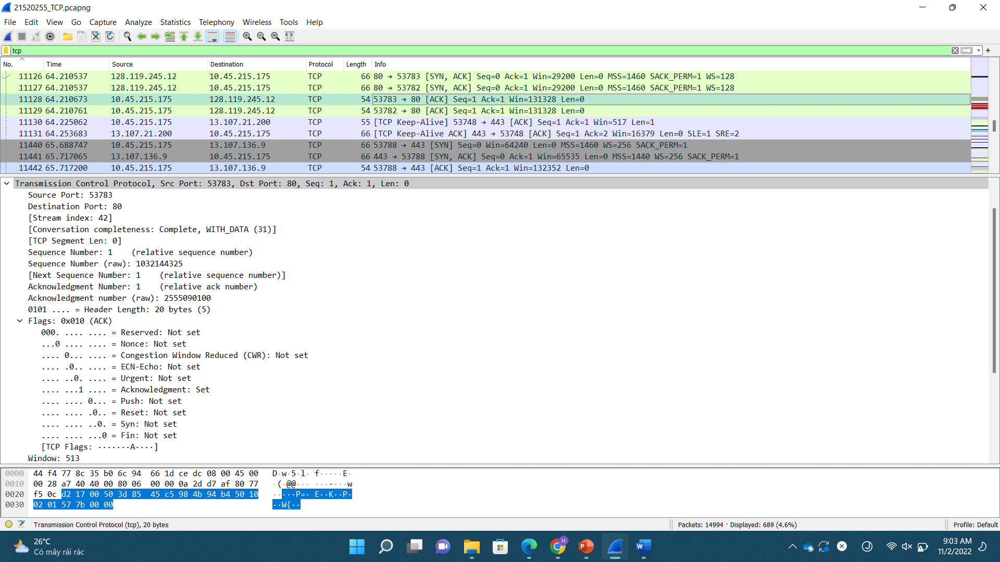 21520255_TCP.pcapng
File Edit View Go Capture Analyze Statistics Telephony Wireless Tools Help
tcp
No. Time Source Destination Protocol Length Info
11126 64.210537 128.119.245.12 10.45.215.175 TCP 66 80 → 53783 [SYN, ACK] Seq=0 Ack=1 Win=29200 Len=0 MSS=1460 SACK_PERM=1 WS=128
11127 64.210537 128.119.245.12 10.45.215.175 TCP 66 80 → 53782 [SYN, ACK] Seq=0 Ack=1 Win=29200 Len=0 MSS=1460 SACK_PERM=1 WS=128
11128 64.210673 10.45.215.175 128.119.245.12 TCP 54 53783 → 80 [ACK] Seq=1 Ack=1 Win=131328 Len=0
11129 64.210761 10.45.215.175 128.119.245.12 TCP 54 53782 → 80 [ACK] Seq=1 Ack=1 Win=131328 Len=0
11130 64.225062 10.45.215.175 13.107.21.200 TCP 55 [TCP Keep-Alive] 53748 → 443 [ACK] Seq=1 Ack=1 Win=517 Len=1
11131 64.253683 13.107.21.200 10.45.215.175 TCP 66 [TCP Keep-Alive ACK] 443 → 53748 [ACK] Seq=1 Ack=2 Win=16379 Len=0 SLE=1 SRE=2
11440 65.688747 10.45.215.175 13.107.136.9 TCP 66 53788 → 443 [SYN] Seq=0 Win=64240 Len=0 MSS=1460 WS=256 SACK_PERM=1
11441 65.717065 13.107.136.9 10.45.215.175 TCP 66 443 → 53788 [SYN, ACK] Seq=0 Ack=1 Win=65535 Len=0 MSS=1440 WS=256 SACK_PERM=1
11442 65.717200 10.45.215.175 13.107.136.9 TCP 54 53788 → 443 [ACK] Seq=1 Ack=1 Win=132352 Len=0
Transmission Control Protocol, Src Port: 53783, Dst Port: 80, Seq: 1, Ack: 1, Len: 0
Source Port: 53783
Destination Port: 80
[Stream index: 42]
[Conversation completeness: Complete, WITH_DATA (31)]
[TCP Segment Len: 0]
Sequence Number: 1    (relative sequence number)
Sequence Number (raw): 1032144325
[Next Sequence Number: 1    (relative sequence number)]
Acknowledgment Number: 1    (relative ack number)
Acknowledgment number (raw): 2555090100
0101 .... = Header Length: 20 bytes (5)
Flags: 0x010 (ACK)
000. .... .... = Reserved: Not set
...0 .... .... = Nonce: Not set
.... 0... .... = Congestion Window Reduced (CWR): Not set
.... .0.. .... = ECN-Echo: Not set
.... ..0. .... = Urgent: Not set
.... ...1 .... = Acknowledgment: Set
.... .... 0... = Push: Not set
.... .... .0.. = Reset: Not set
.... .... ..0. = Syn: Not set
.... .... ...0 = Fin: Not set
[TCP Flags: ·······A····]
Window: 513
0000 44 f4 77 8c 35 b0 6c 94 66 1d ce dc 08 00 45 00 D·w·5·l· f·····E·
0010 00 28 a7 40 40 00 80 06 00 00 0a 2d d7 af 80 77 ·(·@@··· ···-···w
0020 f5 0c d2 17 00 50 3d 85 45 c5 98 4b 94 b4 50 10 ·····P=· E··K··P·
0030 02 01 57 7b 00 00 ··W{··
Transmission Control Protocol (tcp), 20 bytes
Packets: 14994 · Displayed: 689 (4.6%)
Profile: Default
26°C
Có mây rải rác
9:03 AM
11/2/2022